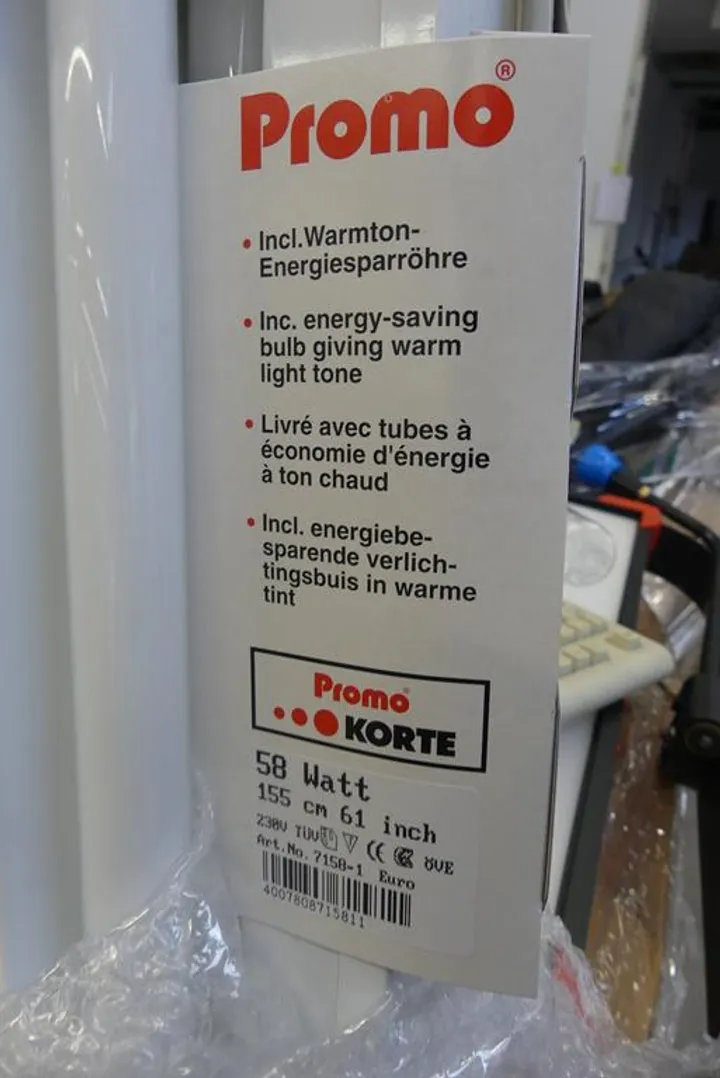 Promo®
• Incl.Warmton-
Energiesparröhre
• Inc. energy-saving
bulb giving warm
light tone
• Livré avec tubes à
économie d'énergie
à ton chaud
• Incl. energiebe-
sparende verlich-
tingsbuis in warme
tint
Promo
KORTE
58 Watt
155 cm 61 inch
230V TÜV CE ÖVE
Art.No. 7158-1 Euro
4007808715811